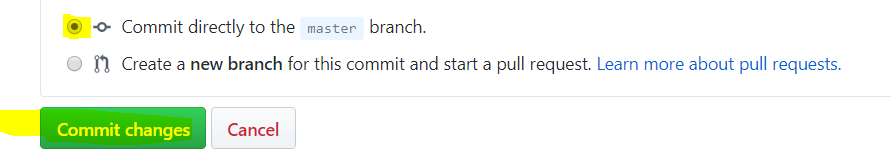 Commit directly to the master branch.
Create a new branch for this commit and start a pull request. Learn more about pull requests.
Commit changes Cancel